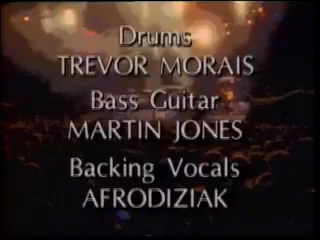 Drums
TREVOR MORAIS
Bass Guitar
MARTIN JONES
Backing Vocals
AFRODIZIAK